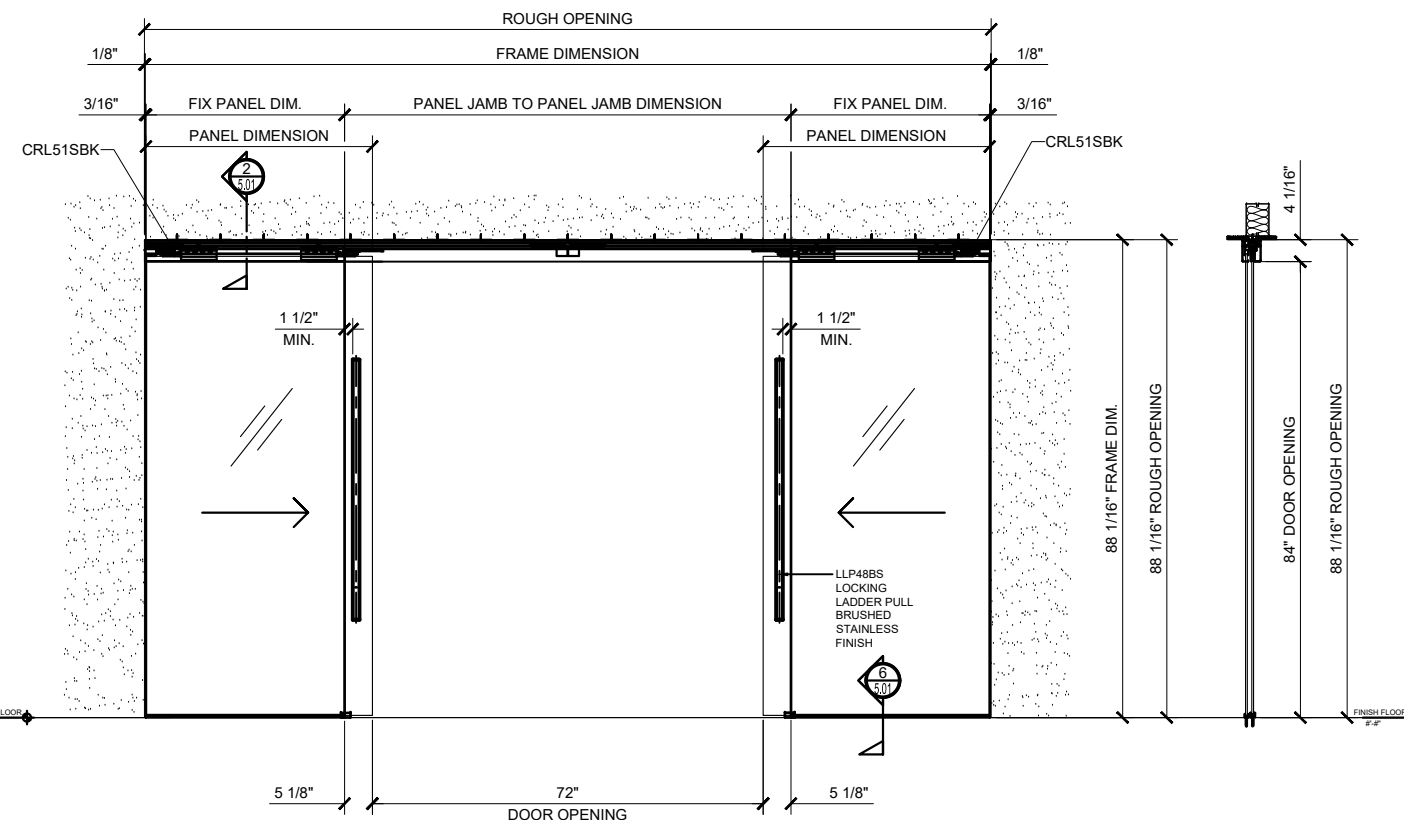 ROUGH OPENING
1/8" FRAME DIMENSION 1/8"
3/16" FIX PANEL DIM. PANEL JAMB TO PANEL JAMB DIMENSION FIX PANEL DIM. 3/16"
PANEL DIMENSION PANEL DIMENSION
CRL51SBK CRL51SBK
2
5.01
4 1/16"
1 1/2"
MIN.
1 1/2"
MIN.
88 1/16" FRAME DIM.
88 1/16" ROUGH OPENING
84" DOOR OPENING
88 1/16" ROUGH OPENING
LLP48BS
LOCKING
LADDER PULL
BRUSHED
STAINLESS
FINISH
6
5.01
LOOR
FINISH FLOOR
#'-#"
5 1/8" 72" 5 1/8"
DOOR OPENING